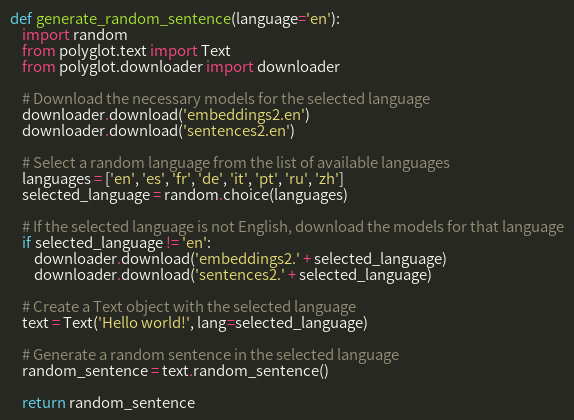 def generate_random_sentence(language='en'):
    import random
    from polyglot.text import Text
    from polyglot.downloader import downloader

    # Download the necessary models for the selected language
    downloader.download('embeddings2.en')
    downloader.download('sentences2.en')

    # Select a random language from the list of available languages
    languages = ['en', 'es', 'fr', 'de', 'it', 'pt', 'ru', 'zh']
    selected_language = random.choice(languages)

    # If the selected language is not English, download the models for that language
    if selected_language != 'en':
        downloader.download('embeddings2.' + selected_language)
        downloader.download('sentences2.' + selected_language)

    # Create a Text object with the selected language
    text = Text('Hello world!', lang=selected_language)

    # Generate a random sentence in the selected language
    random_sentence = text.random_sentence()

    return random_sentence